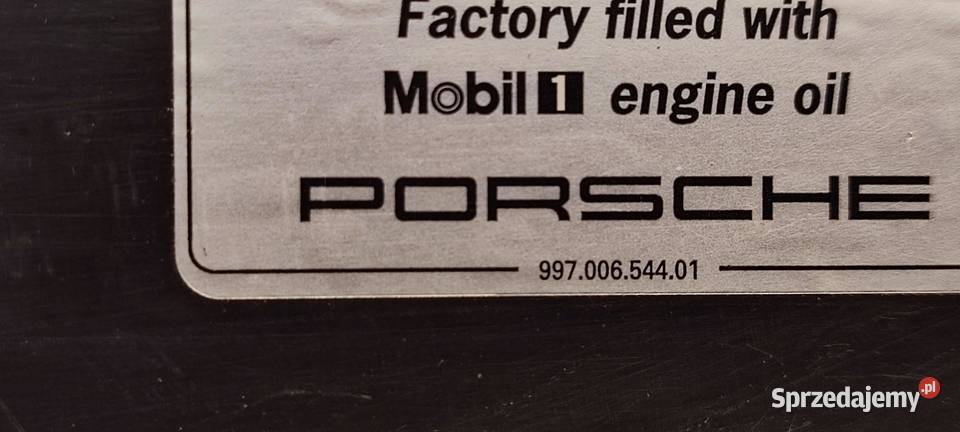 Factory filled with
Mobil 1 engine oil
PORSCHE
997.006.544.01
Sprzedajemy.pl